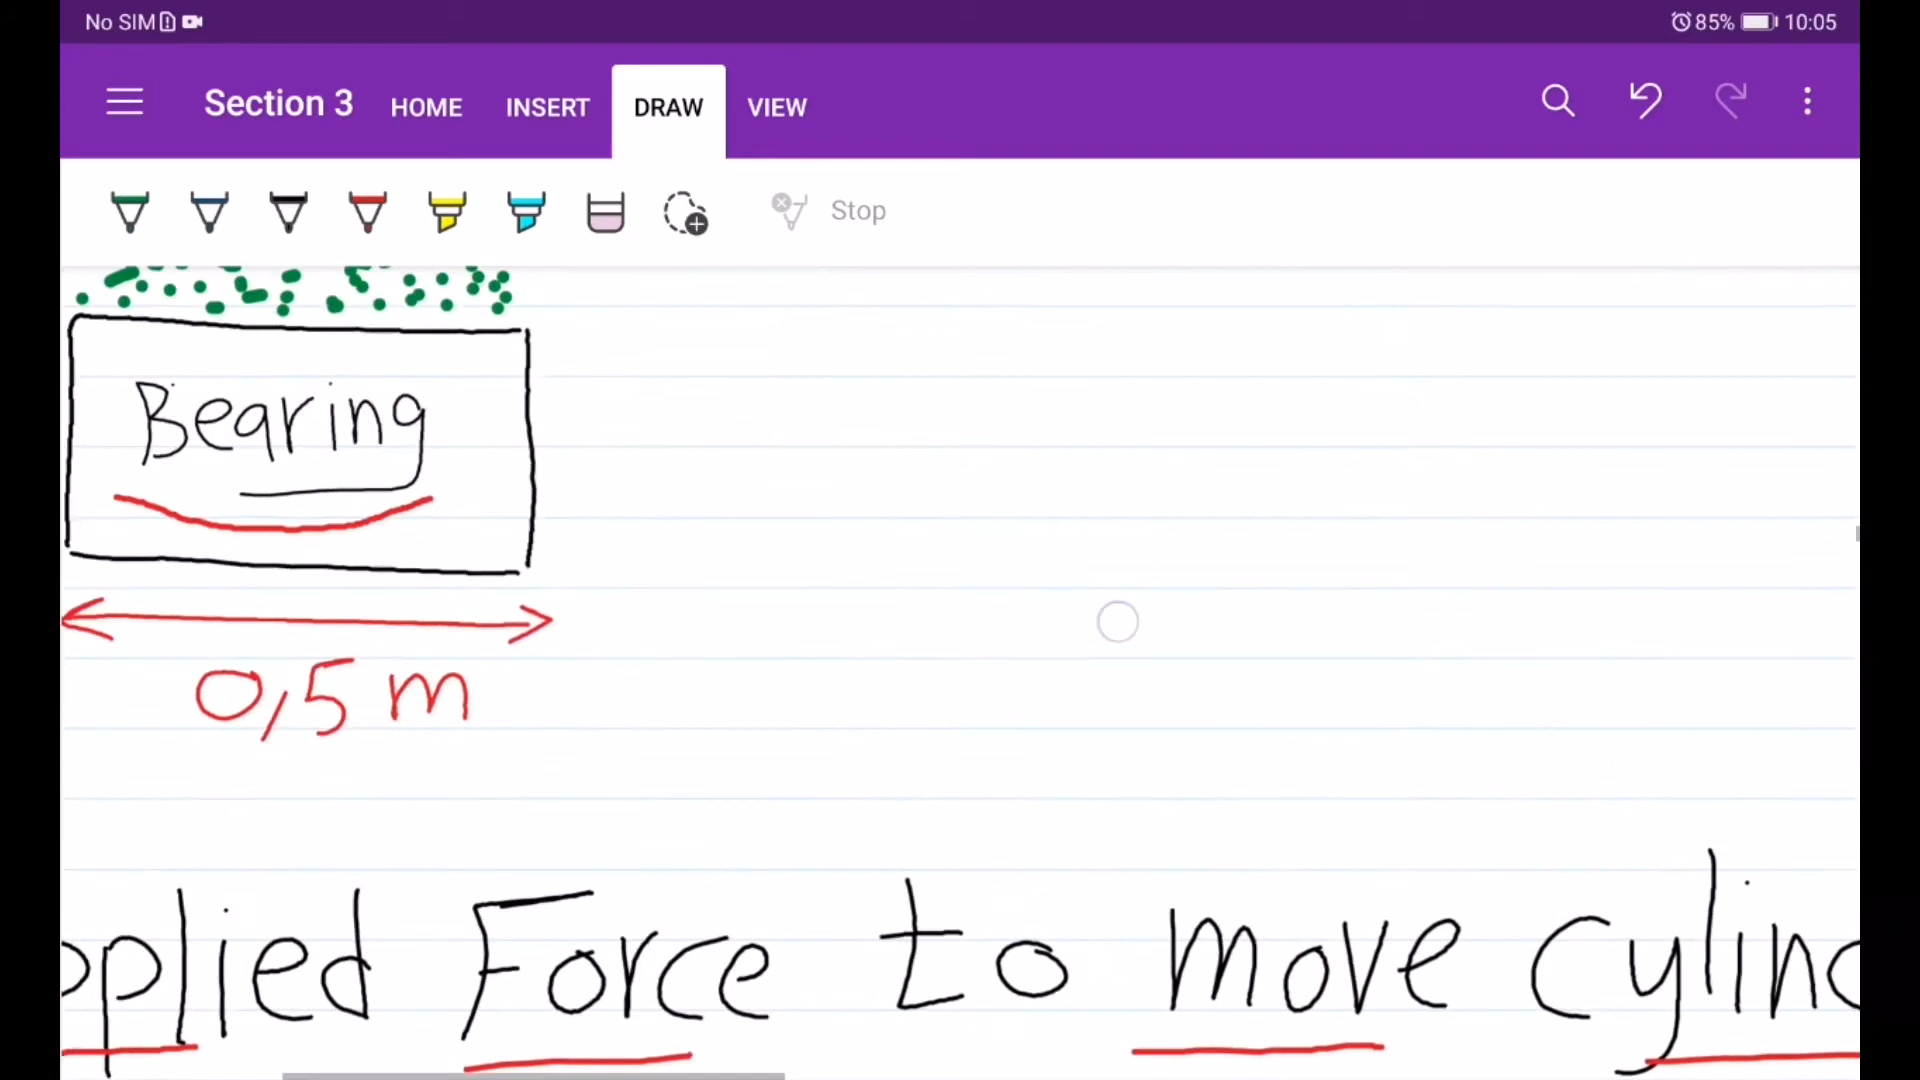 No SIM 85% 10:05
Section 3 HOME INSERT DRAW VIEW
Stop
Bearing
0,5 m
pplied Force to move cylin